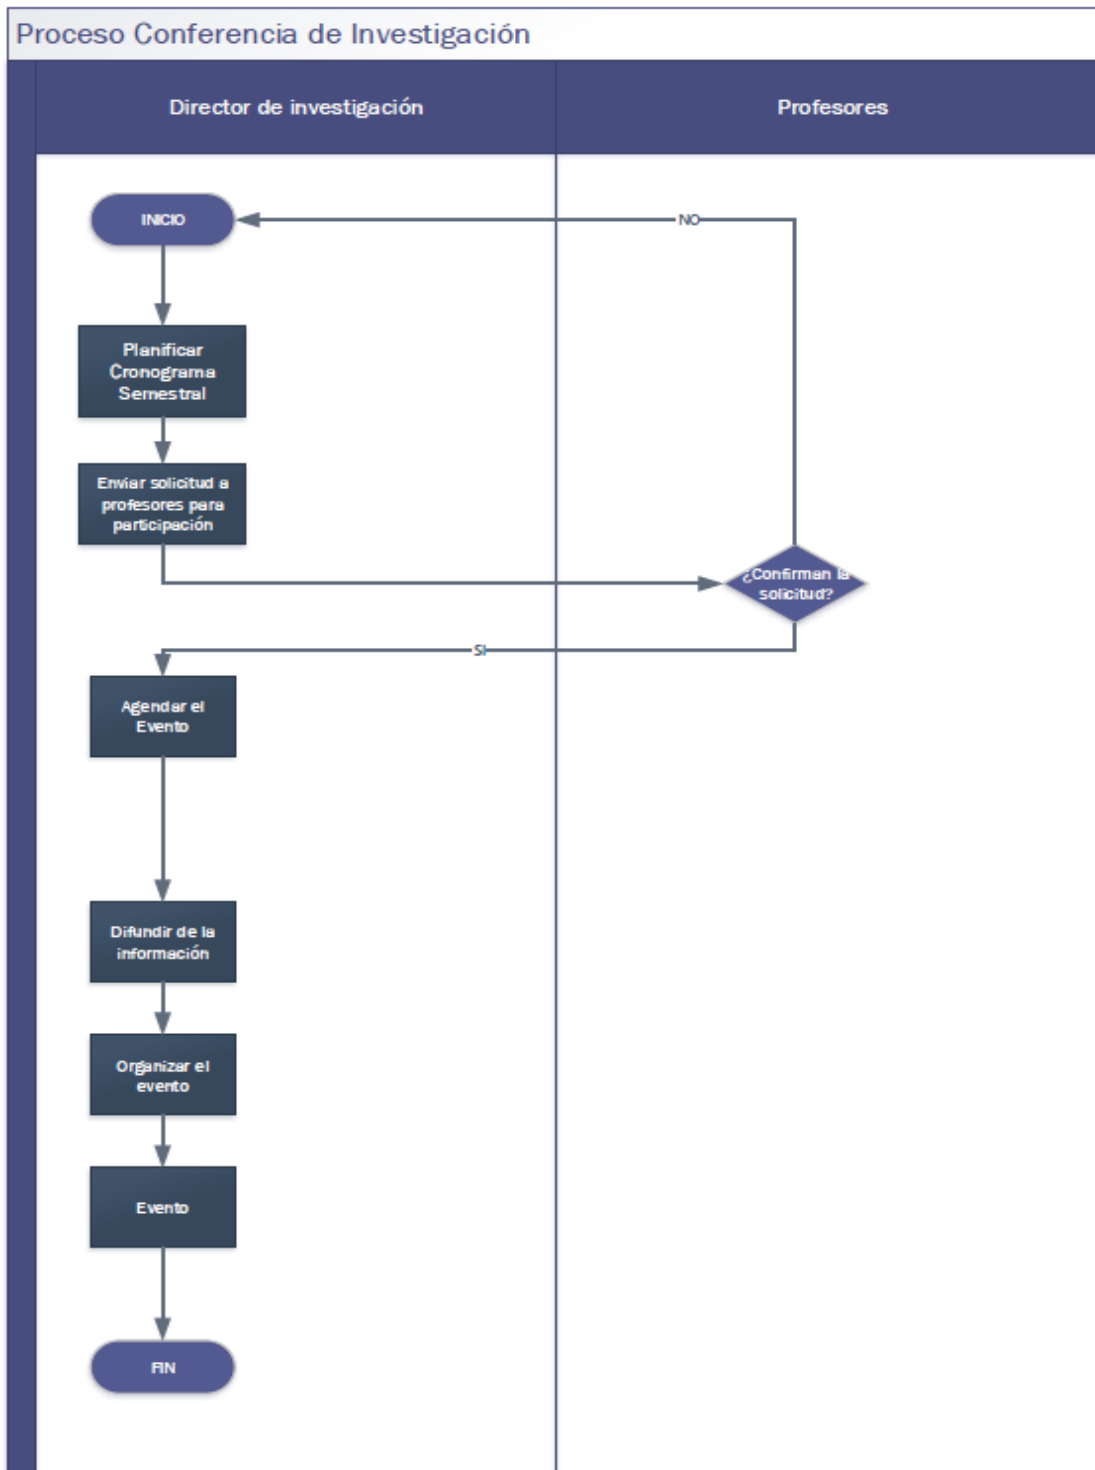 Proceso Conferencia de Investigación
Director de investigación
Profesores
INICIO
NO
Planificar
Cronograma
Semestral
Enviar solicitud a
profesores para
participación
¿Confirman la
solicitud?
SI
Agendar el
Evento
Difundir de la
información
Organizar el
evento
Evento
FIN